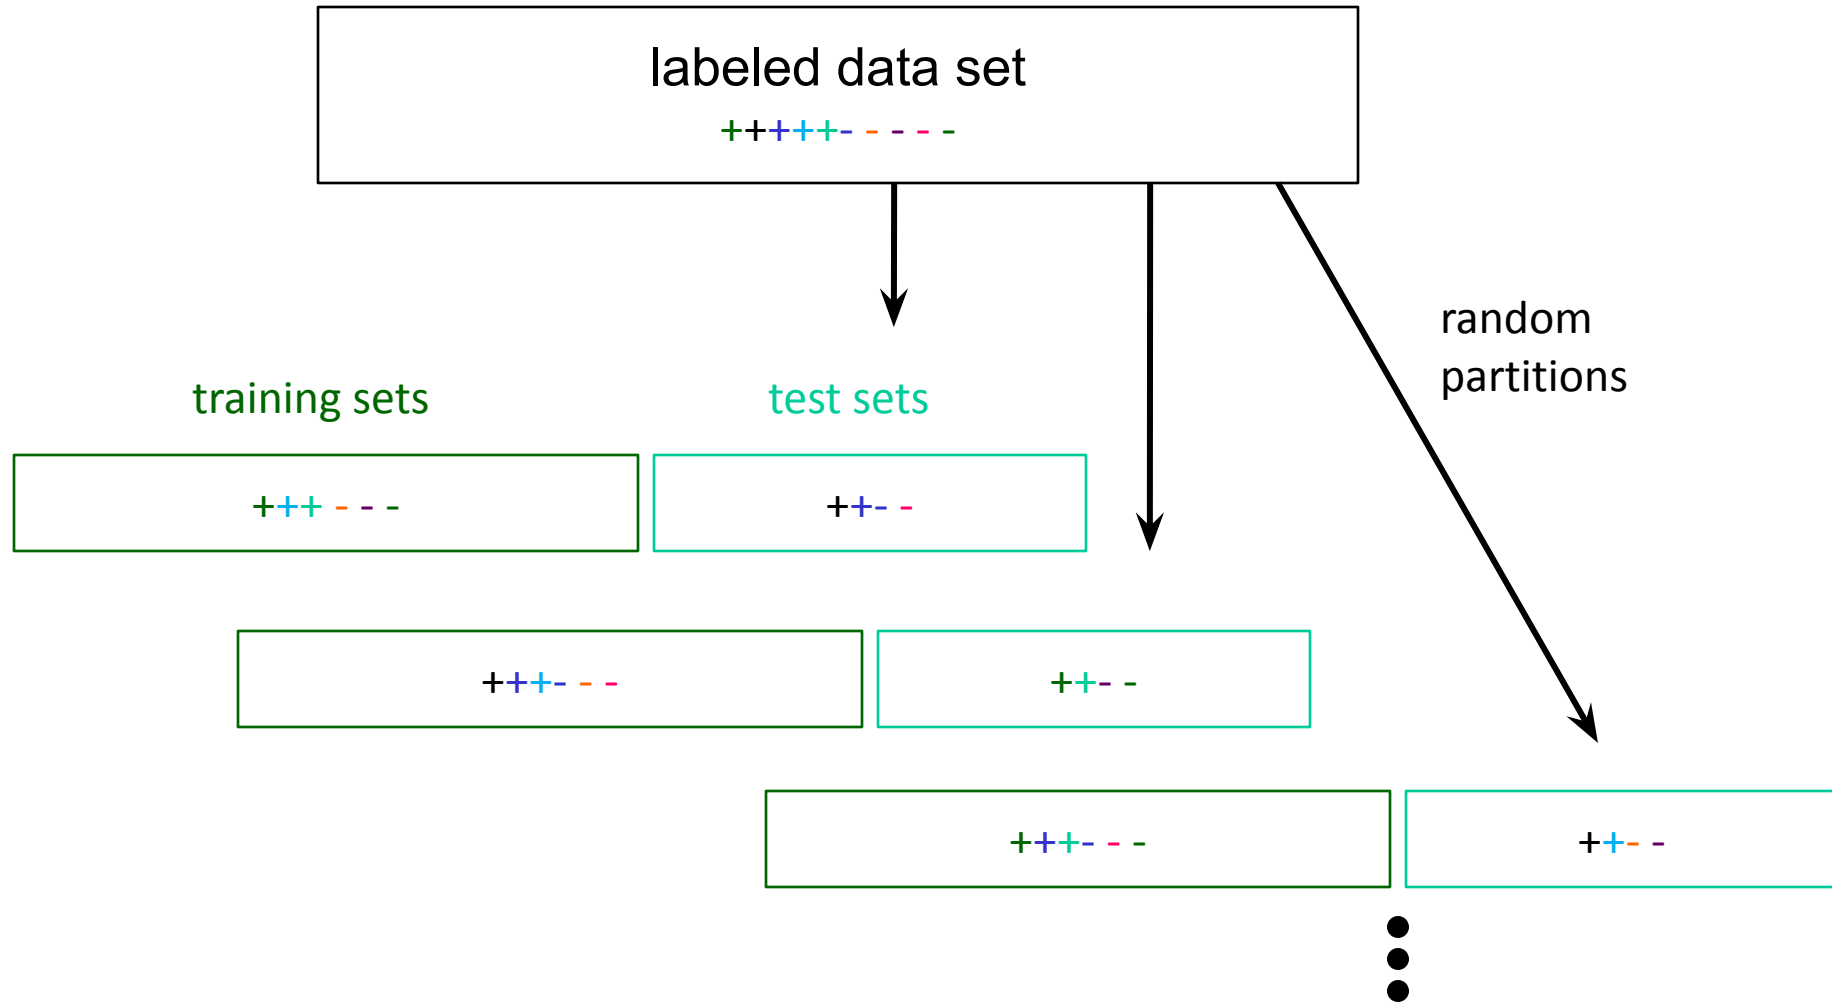 labeled data set
+++++- - - - -
random
partitions
training sets
test sets
+++ - - -
++- -
+++- - -
++- -
+++- - -
++- -